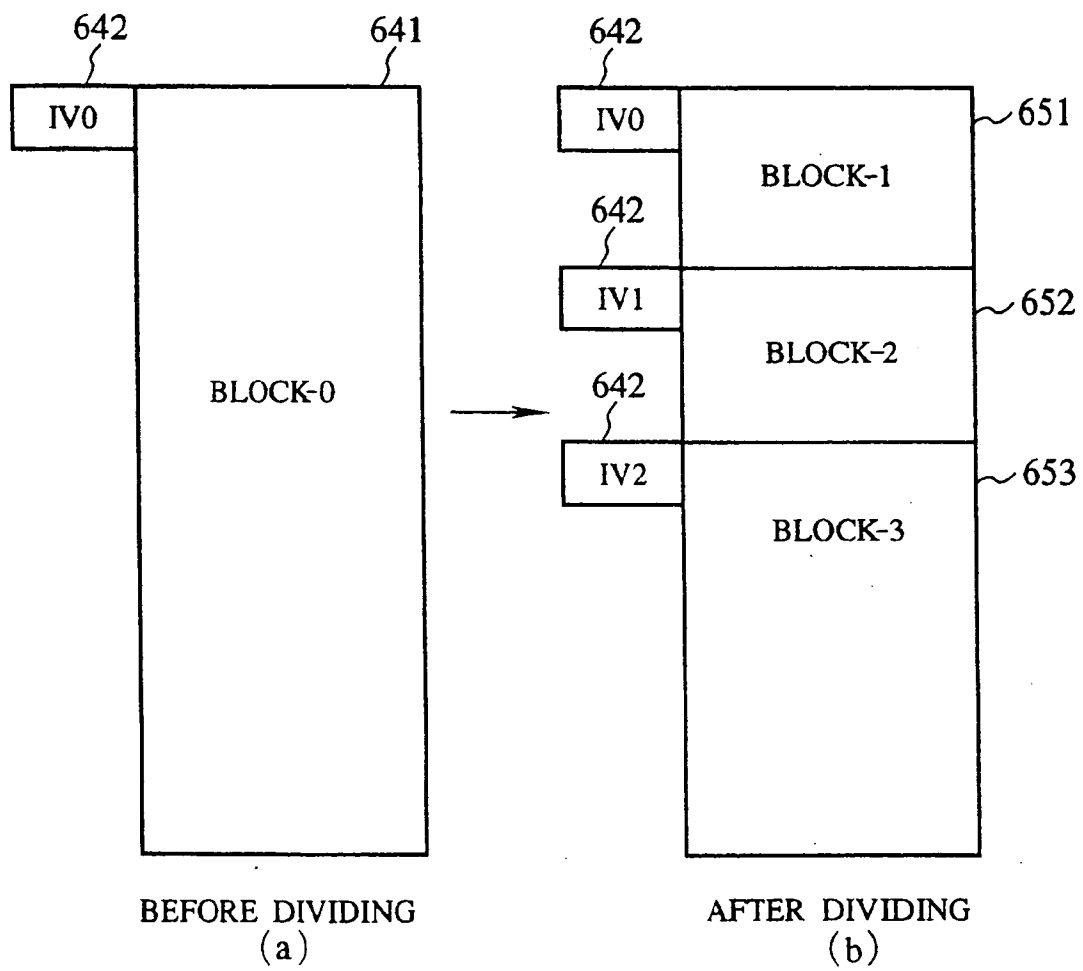 642
641
IV0
BLOCK-0
BEFORE DIVIDING
(a)
642
IV0
BLOCK-1
651
642
IV1
BLOCK-2
652
642
IV2
BLOCK-3
653
AFTER DIVIDING
(b)